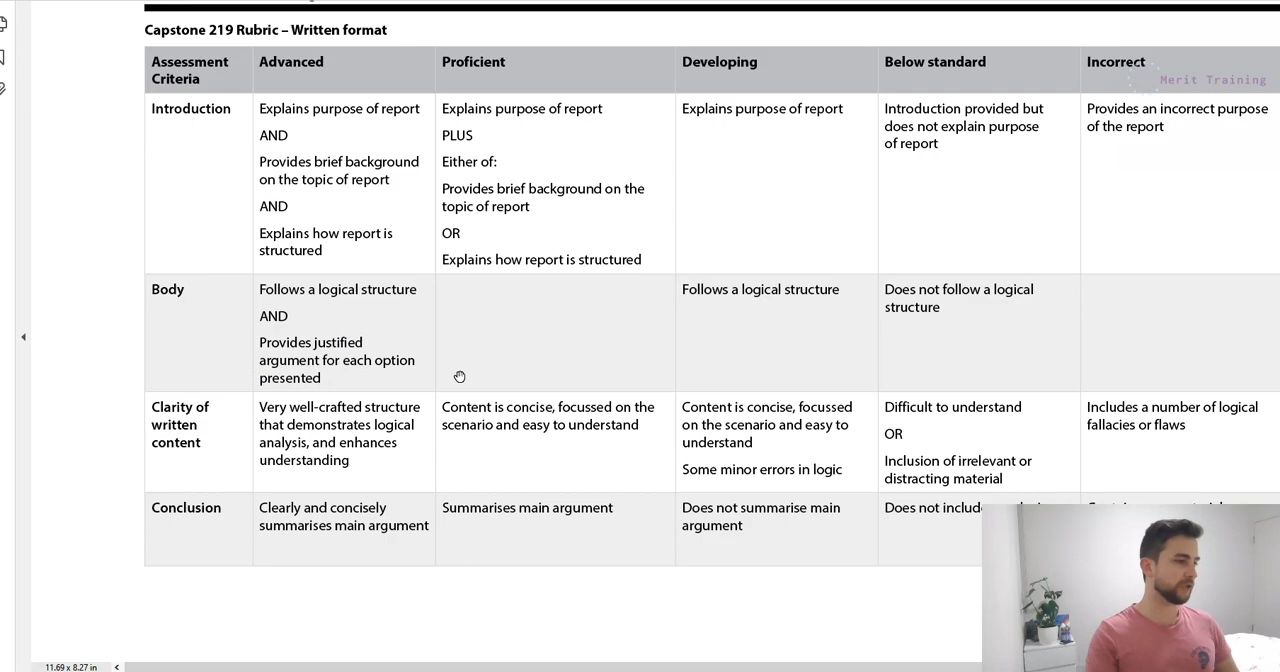 Capstone 219 Rubric – Written format
Assessment
Criteria
Advanced
Proficient
Developing
Below standard
Incorrect
Merit Training
Introduction
Explains purpose of report
AND
Provides brief background
on the topic of report
AND
Explains how report is
structured
Explains purpose of report
PLUS
Either of:
Provides brief background on the
topic of report
OR
Explains how report is structured
Explains purpose of report
Introduction provided but
does not explain purpose
of report
Provides an incorrect purpose
of the report
Body
Follows a logical structure
AND
Provides justified
argument for each option
presented
Follows a logical structure
Does not follow a logical
structure
Clarity of
written
content
Very well-crafted structure
that demonstrates logical
analysis, and enhances
understanding
Content is concise, focussed on the
scenario and easy to understand
Content is concise, focussed
on the scenario and easy to
understand
Some minor errors in logic
Difficult to understand
OR
Inclusion of irrelevant or
distracting material
Includes a number of logical
fallacies or flaws
Conclusion
Clearly and concisely
summarises main argument
Summarises main argument
Does not summarise main
argument
Does not include
11.69 x 8.27 in